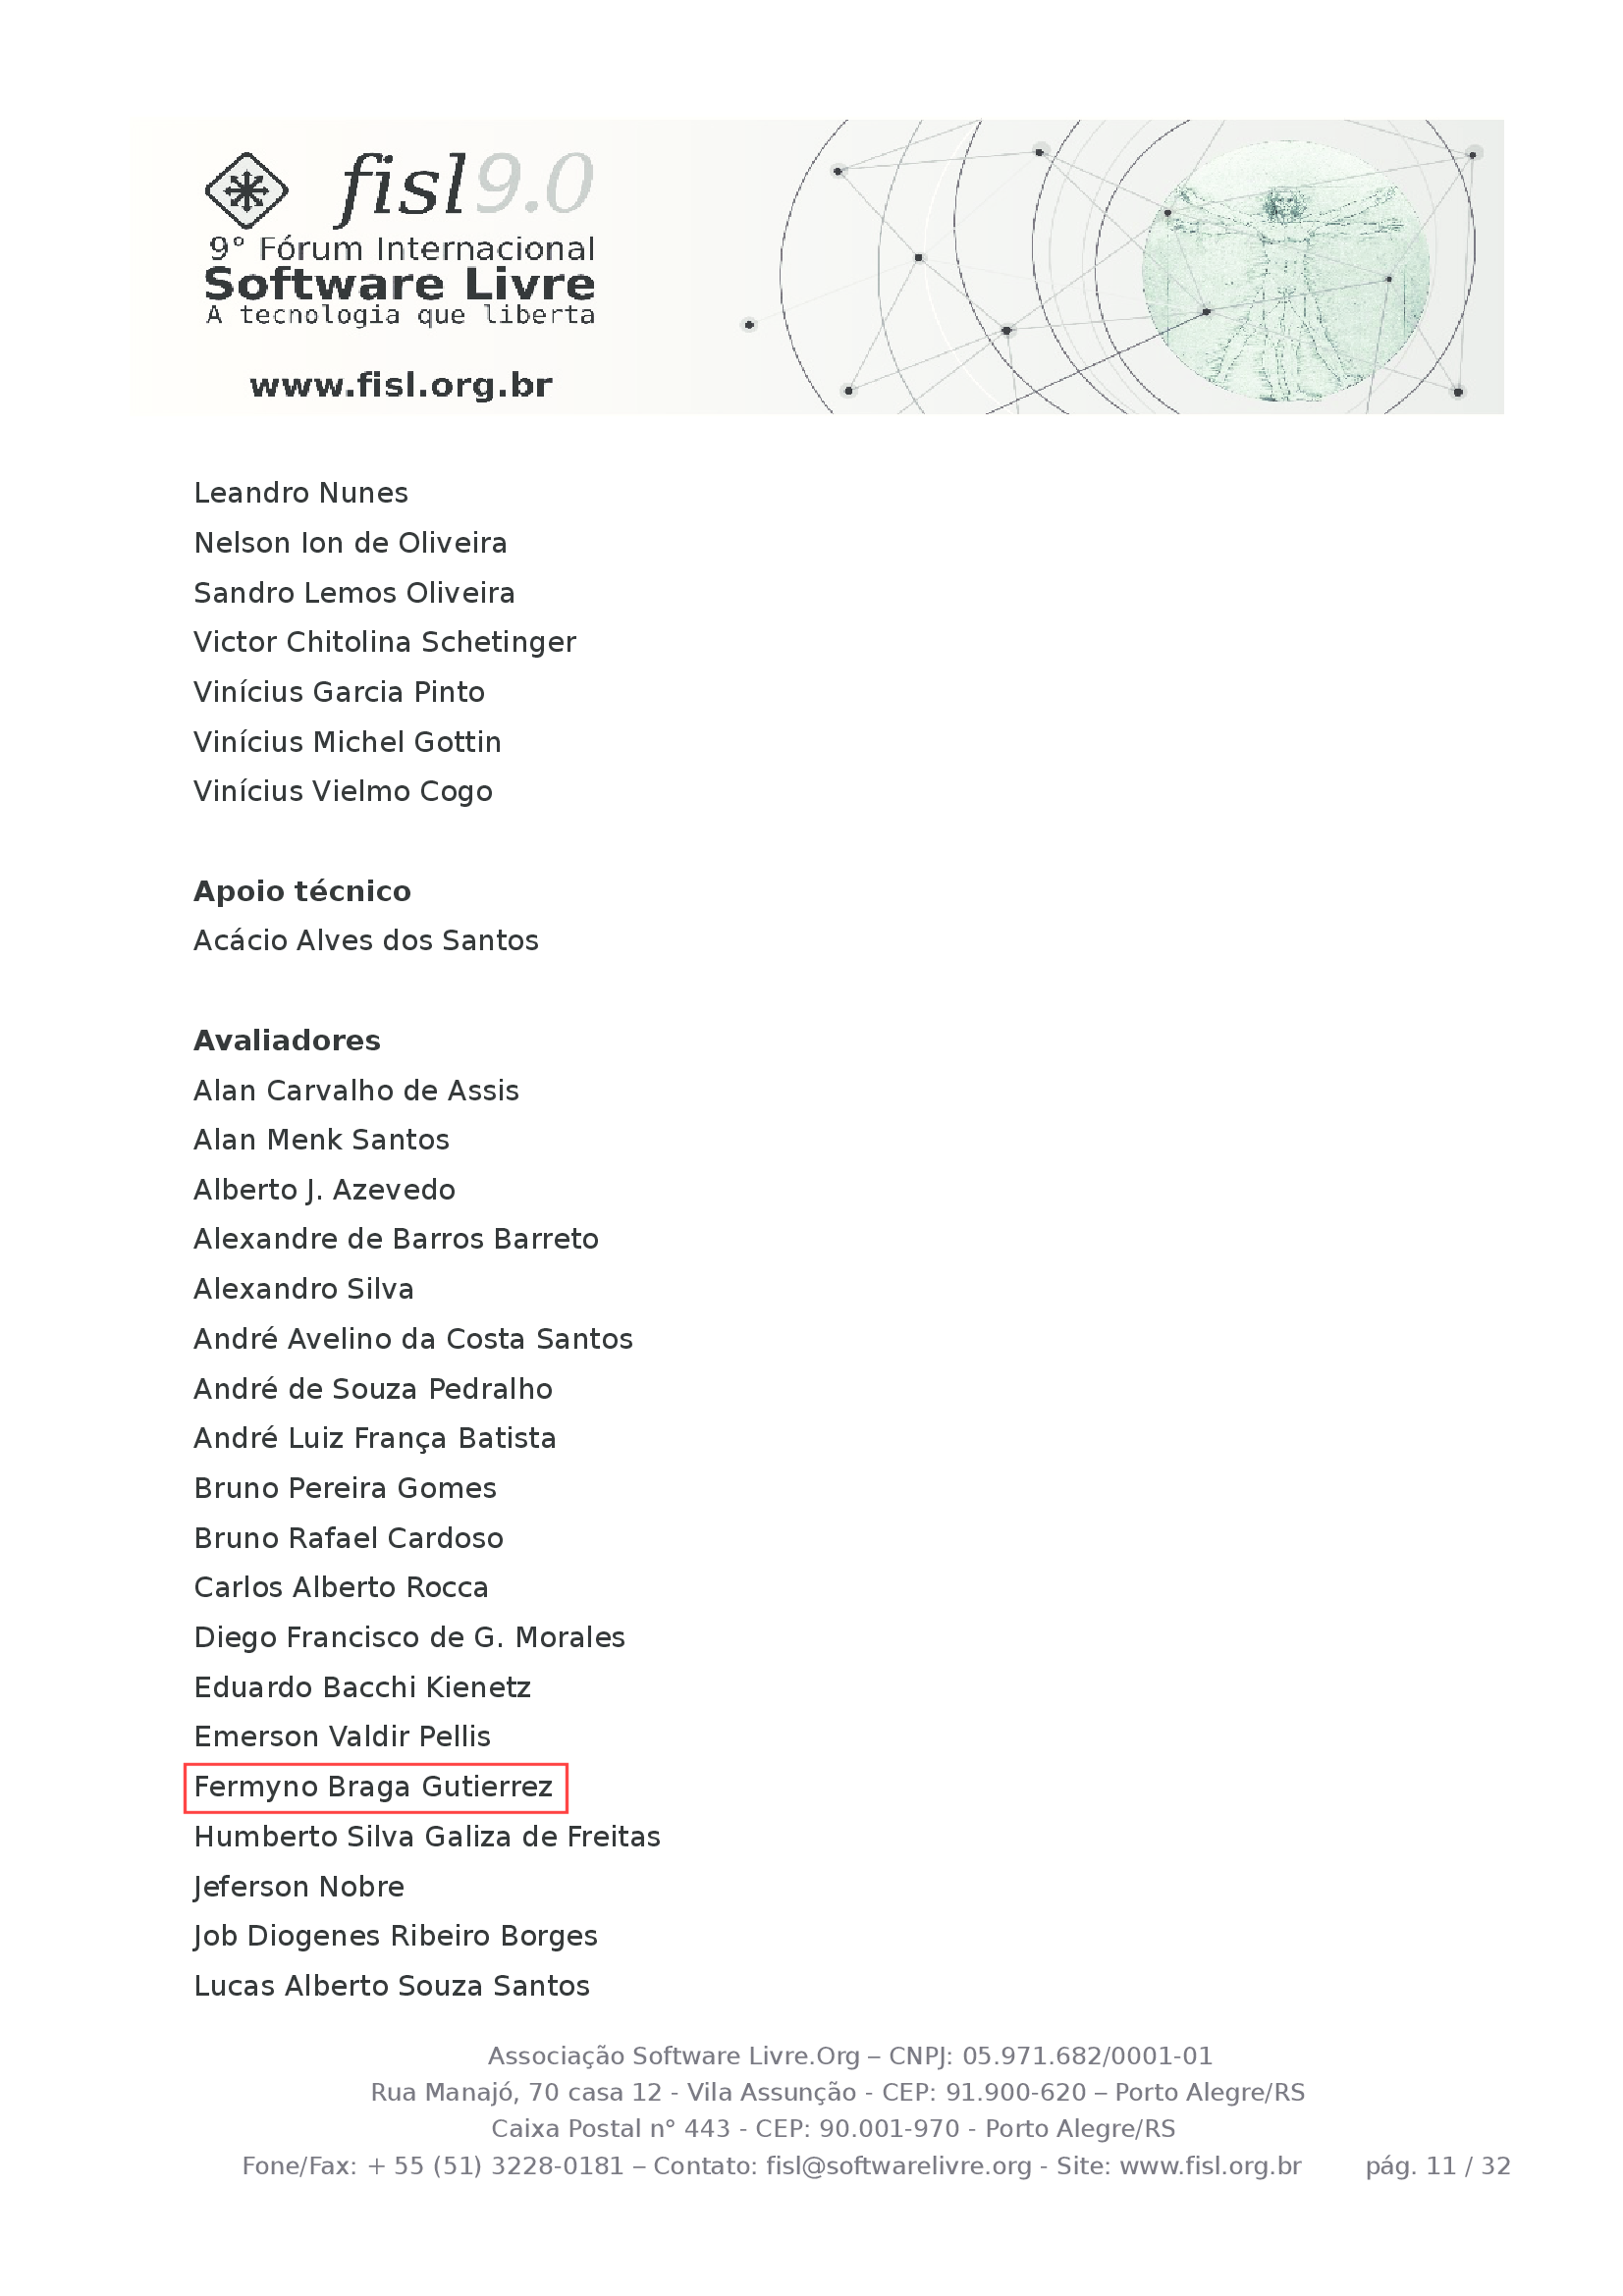 fisl9.0
9° Fórum Internacional
Software Livre
A tecnologia que liberta
www.fisl.org.br
Leandro Nunes
Nelson Ion de Oliveira
Sandro Lemos Oliveira
Victor Chitolina Schetinger
Vinícius Garcia Pinto
Vinícius Michel Gottin
Vinícius Vielmo Cogo
Apoio técnico
Acácio Alves dos Santos
Avaliadores
Alan Carvalho de Assis
Alan Menk Santos
Alberto J. Azevedo
Alexandre de Barros Barreto
Alexandro Silva
André Avelino da Costa Santos
André de Souza Pedralho
André Luiz França Batista
Bruno Pereira Gomes
Bruno Rafael Cardoso
Carlos Alberto Rocca
Diego Francisco de G. Morales
Eduardo Bacchi Kienetz
Emerson Valdir Pellis
Fermyno Braga Gutierrez
Humberto Silva Galiza de Freitas
Jeferson Nobre
Job Diogenes Ribeiro Borges
Lucas Alberto Souza Santos
Associação Software Livre.Org – CNPJ: 05.971.682/0001-01
Rua Manajó, 70 casa 12 - Vila Assunção - CEP: 91.900-620 – Porto Alegre/RS
Caixa Postal n° 443 - CEP: 90.001-970 - Porto Alegre/RS
Fone/Fax: + 55 (51) 3228-0181 – Contato: fisl@softwarelivre.org - Site: www.fisl.org.br pág. 11 / 32